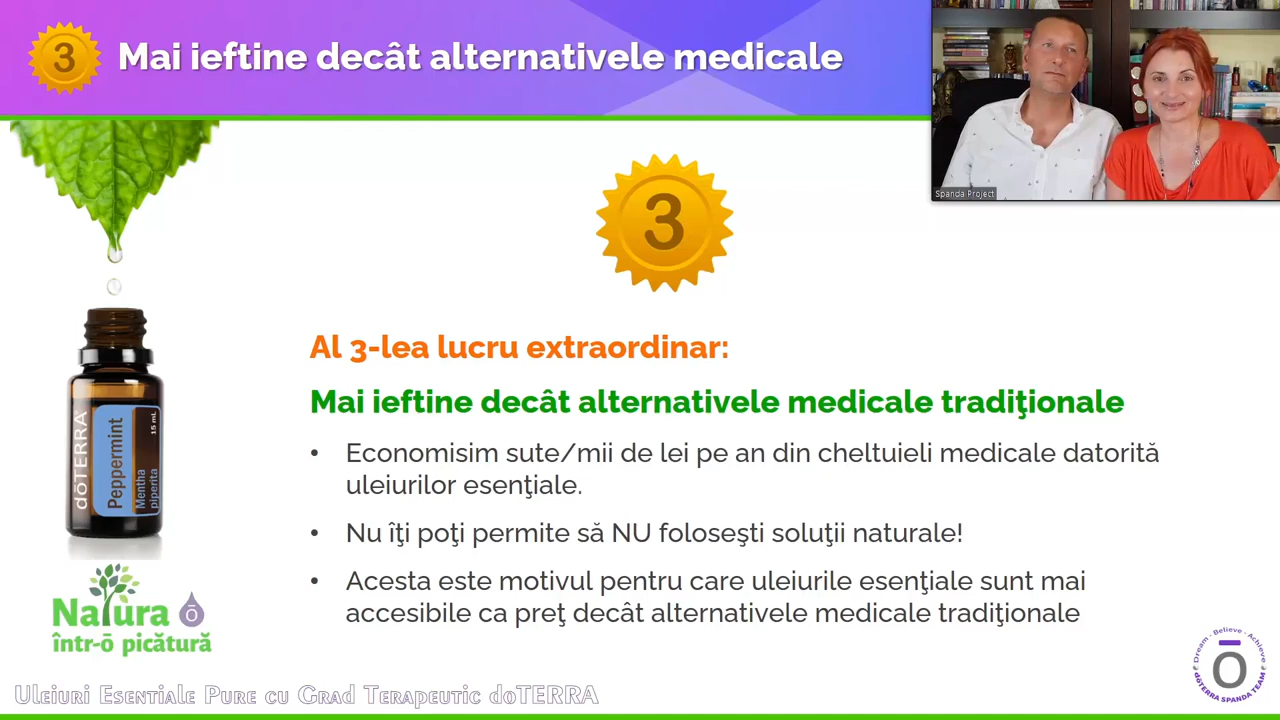 3 Mai ieftine decât alternativele medicale
Spanda Project
3
Al 3-lea lucru extraordinar:
Mai ieftine decât alternativele medicale tradiţionale
• Economisim sute/mii de lei pe an din cheltuieli medicale datorită
uleiurilor esenţiale.
• Nu îţi poţi permite să NU foloseşti soluţii naturale!
• Acesta este motivul pentru care uleiurile esenţiale sunt mai
accesibile ca preţ decât alternativele medicale tradiţionale
dōTERRA
Peppermint
Mentha
piperita
15 mL
Natura ō
într-ō picătură
Uleiuri Esentiale Pure cu Grad Terapeutic doTERRA
Dream - Believe - Achieve
Ō
dōTERRA SPANDA TEAM